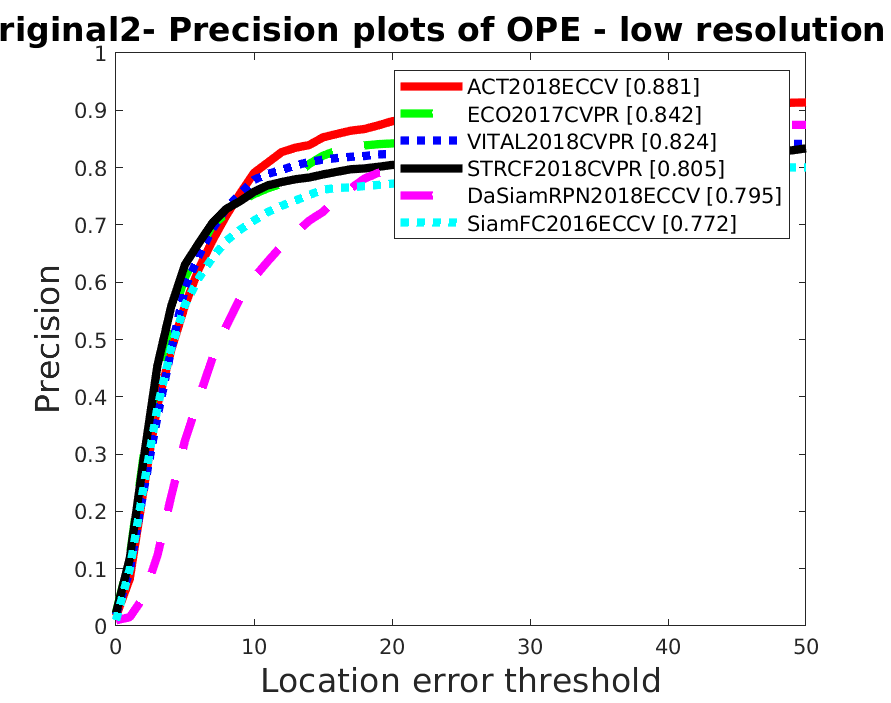 riginal2- Precision plots of OPE - low resolution
ACT2018ECCV [0.881]
ECO2017CVPR [0.842]
VITAL2018CVPR [0.824]
STRCF2018CVPR [0.805]
DaSiamRPN2018ECCV [0.795]
SiamFC2016ECCV [0.772]
Precision
1
0.9
0.8
0.7
0.6
0.5
0.4
0.3
0.2
0.1
0
0 10 20 30 40 50
Location error threshold